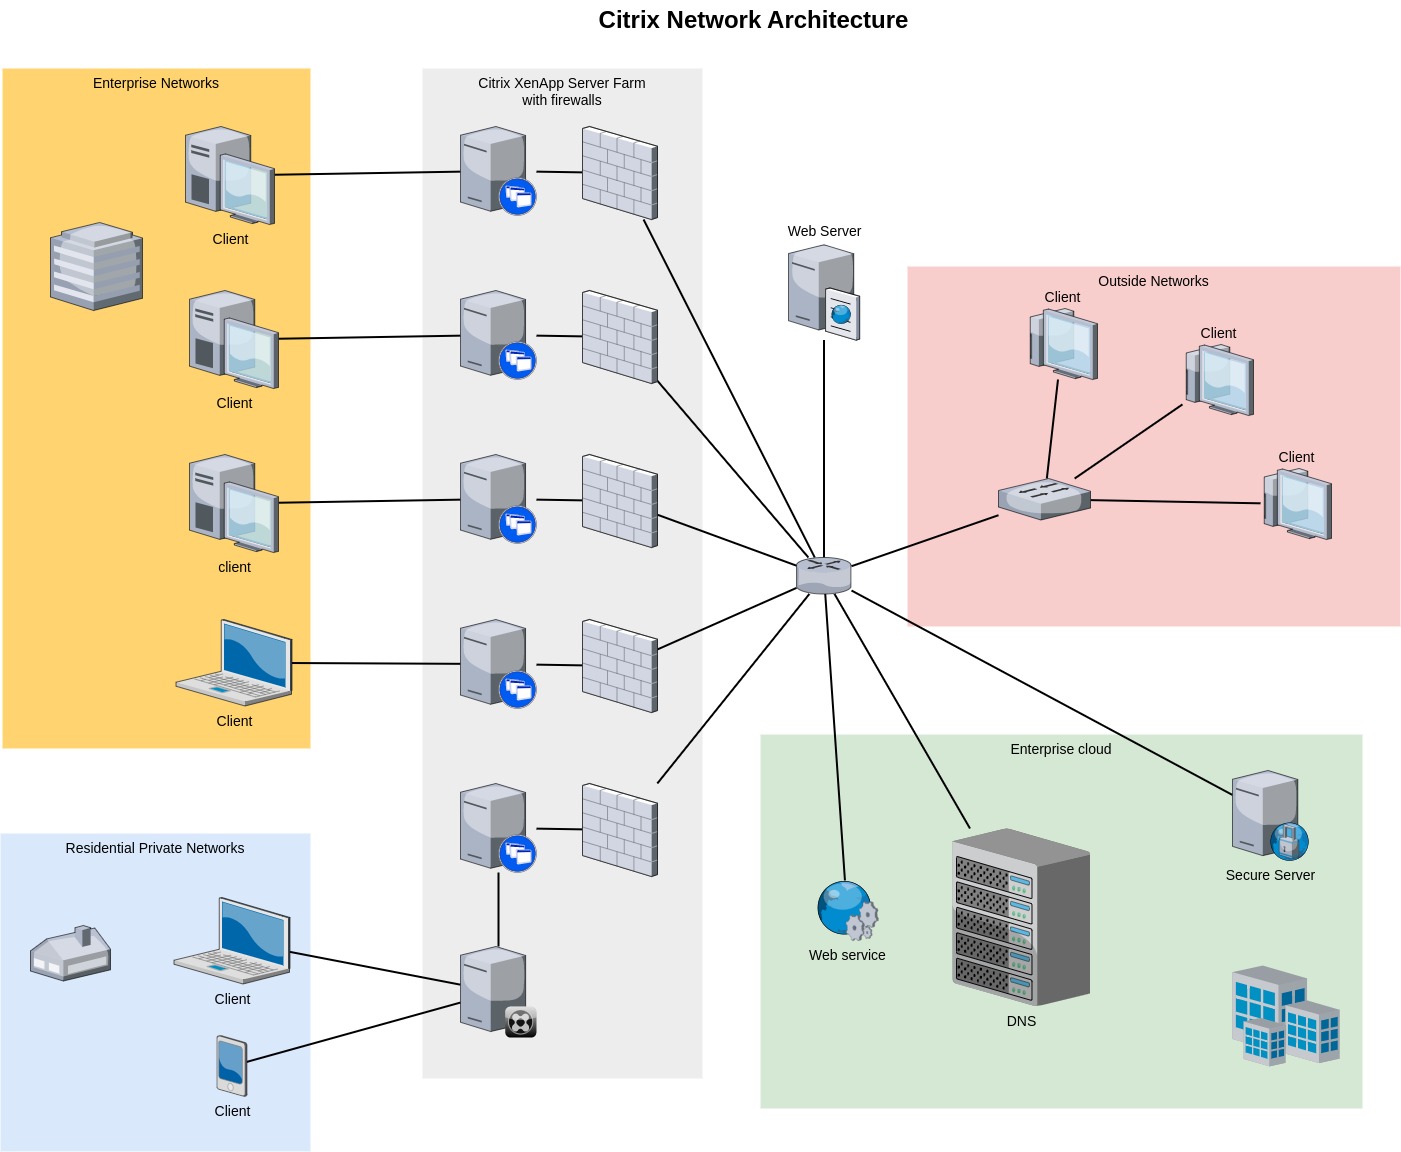 Citrix Network Architecture
Enterprise Networks
Client
Client
client
Client
Citrix XenApp Server Farm
with firewalls
Web Server
Outside Networks
Client
Client
Client
Residential Private Networks
Client
Client
Enterprise cloud
Secure Server
Web service
DNS